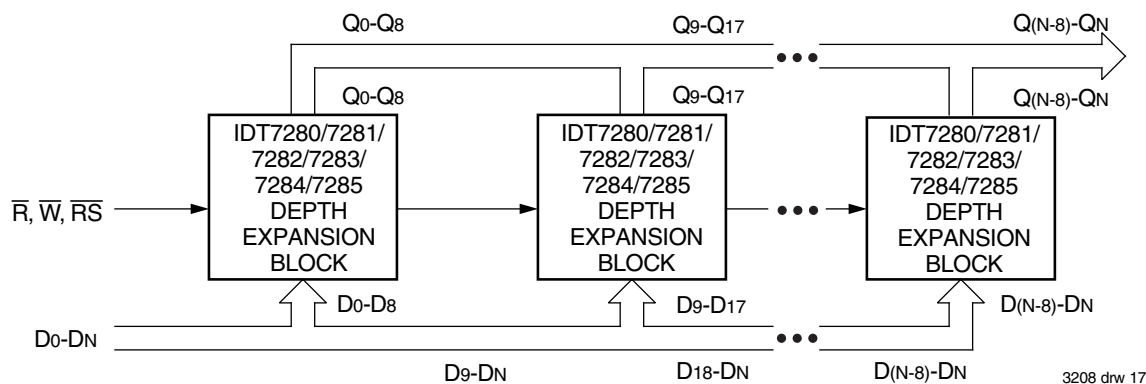 Q0-Q8
Q9-Q17
Q(N-8)-QN
Q0-Q8
Q9-Q17
Q(N-8)-QN
IDT7280/7281/
7282/7283/
7284/7285
DEPTH
EXPANSION
BLOCK
IDT7280/7281/
7282/7283/
7284/7285
DEPTH
EXPANSION
BLOCK
IDT7280/7281/
7282/7283/
7284/7285
DEPTH
EXPANSION
BLOCK
R̅, W̅, R̅S̅
D0-D8
D9-D17
D(N-8)-DN
D0-DN
D9-DN
D18-DN
D(N-8)-DN
3208 drw 17